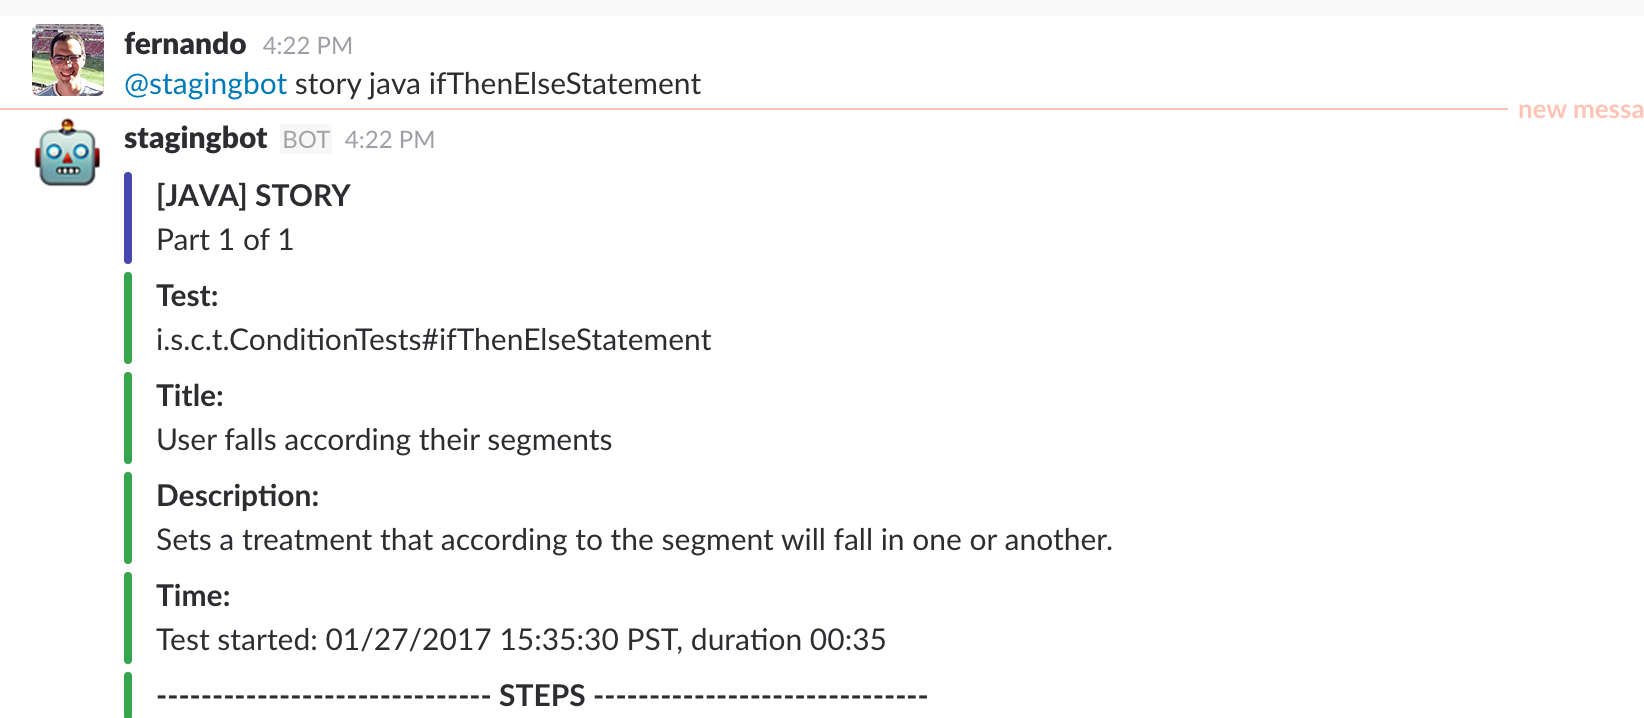 fernando 4:22 PM
@stagingbot story java ifThenElseStatement
new messa
stagingbot BOT 4:22 PM
[JAVA] STORY
Part 1 of 1
Test:
i.s.c.t.ConditionTests#ifThenElseStatement
Title:
User falls according their segments
Description:
Sets a treatment that according to the segment will fall in one or another.
Time:
Test started: 01/27/2017 15:35:30 PST, duration 00:35
------------------------------ STEPS ------------------------------